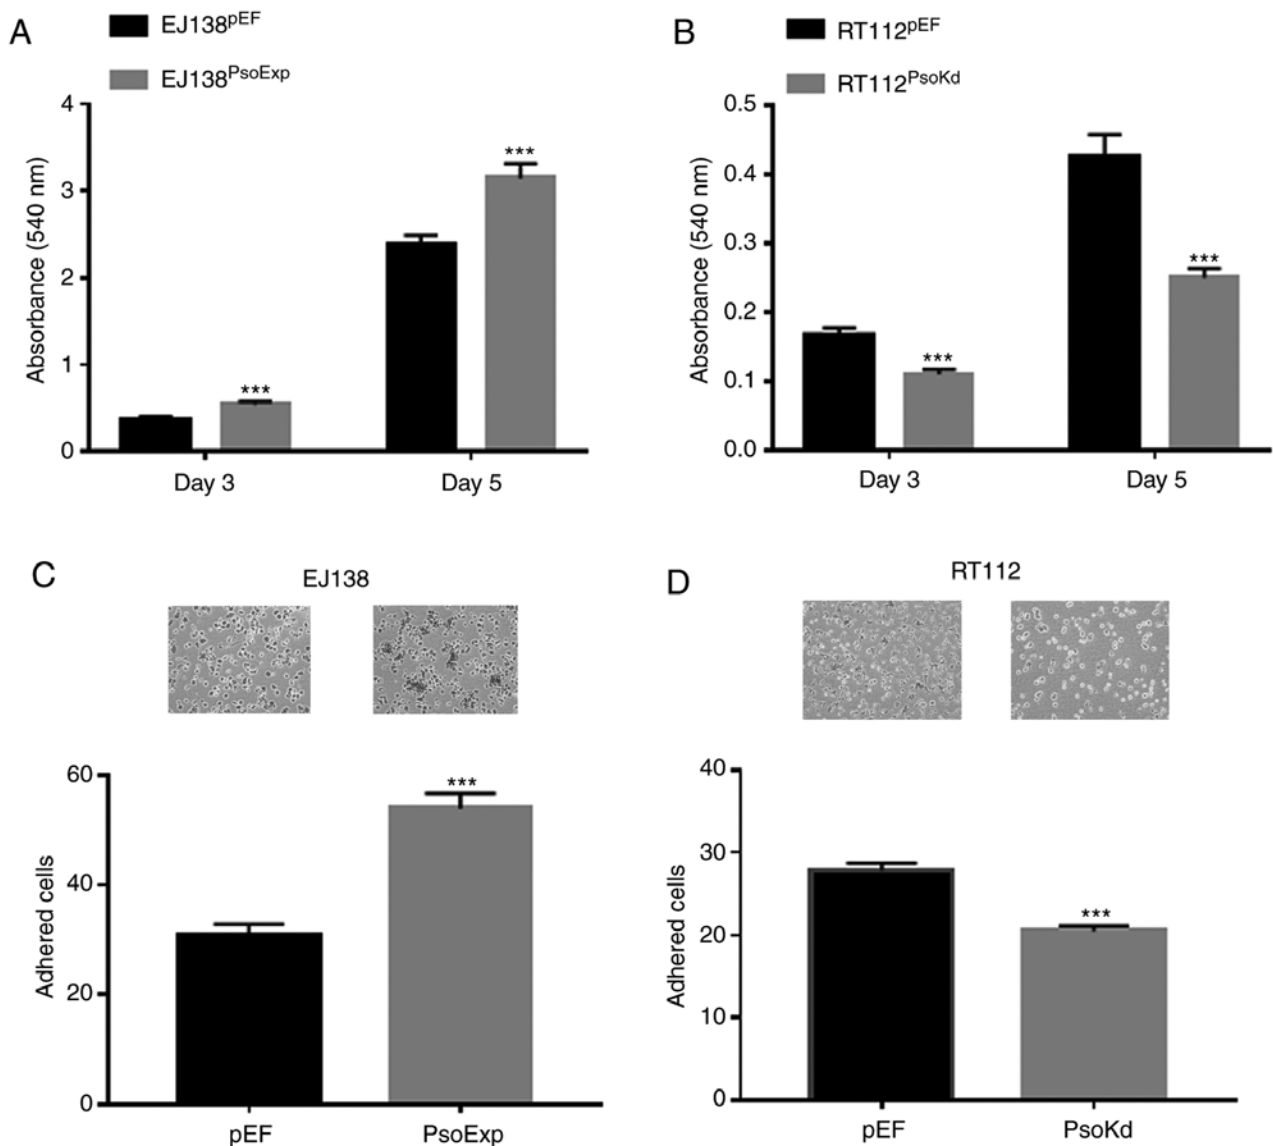 A
EJ138pEF
EJ138PsoExp
Absorbance (540 nm)
4
3
2
1
0
***
***
Day 3
Day 5
B
RT112pEF
RT112PsoKd
Absorbance (540 nm)
0.5
0.4
0.3
0.2
0.1
0.0
***
***
Day 3
Day 5
C
EJ138
Adhered cells
60
40
20
0
***
pEF
PsoExp
D
RT112
Adhered cells
40
30
20
10
0
***
pEF
PsoKd